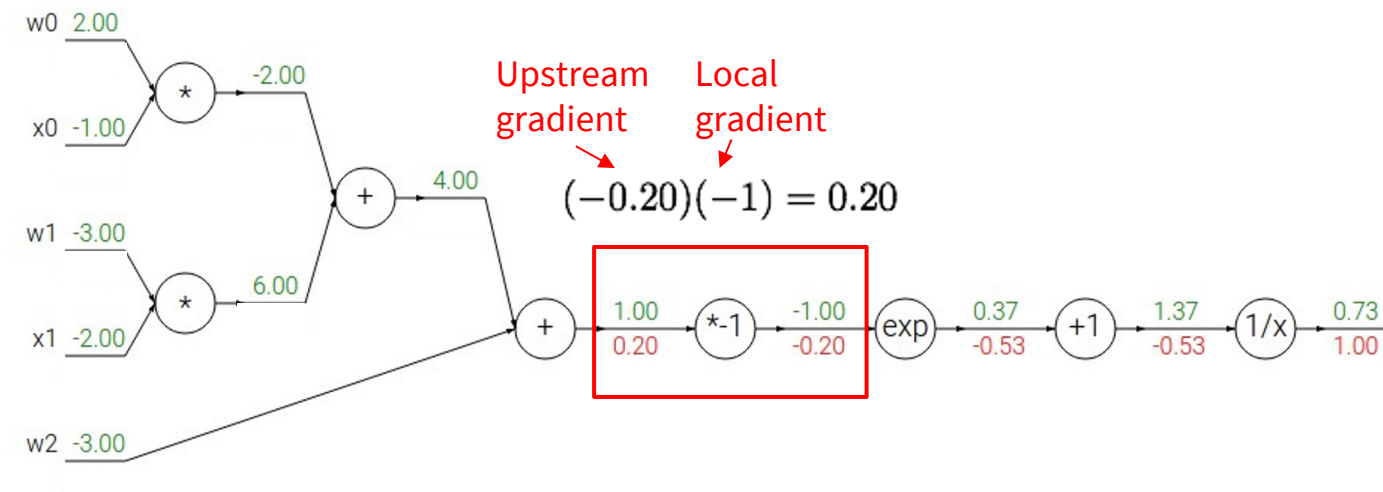 w0 2.00
-2.00
*
x0 -1.00
Upstream gradient
Local gradient
(−0.20)(−1) = 0.20
4.00
+
w1 -3.00
6.00
*
x1 -2.00
+
1.00
0.20
*-1
-1.00
-0.20
exp
0.37
-0.53
+1
1.37
-0.53
1/x
0.73
1.00
w2 -3.00